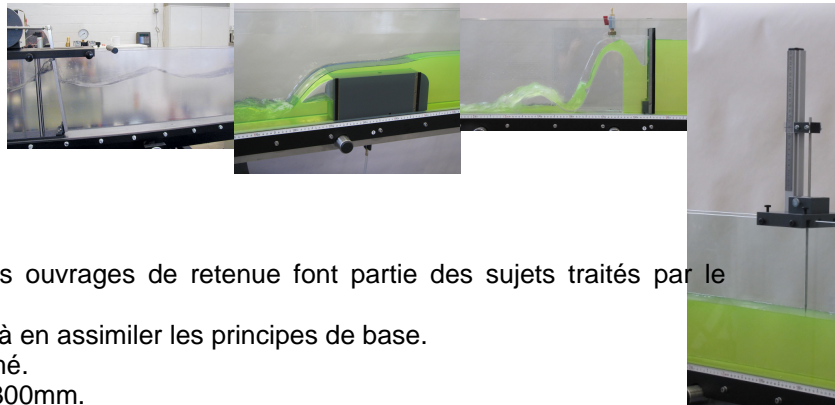 s ouvrages de retenue font partie des sujets traités par le
à en assimiler les principes de base.
né.
300mm.